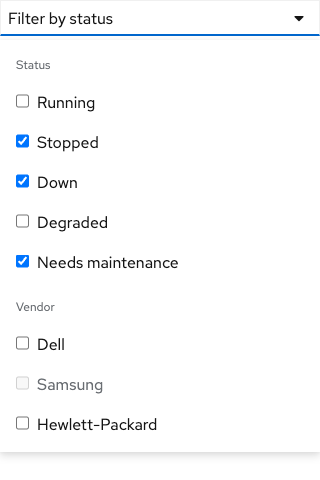 Filter by status
Status
Running
Stopped
Down
Degraded
Needs maintenance
Vendor
Dell
Samsung
Hewlett-Packard